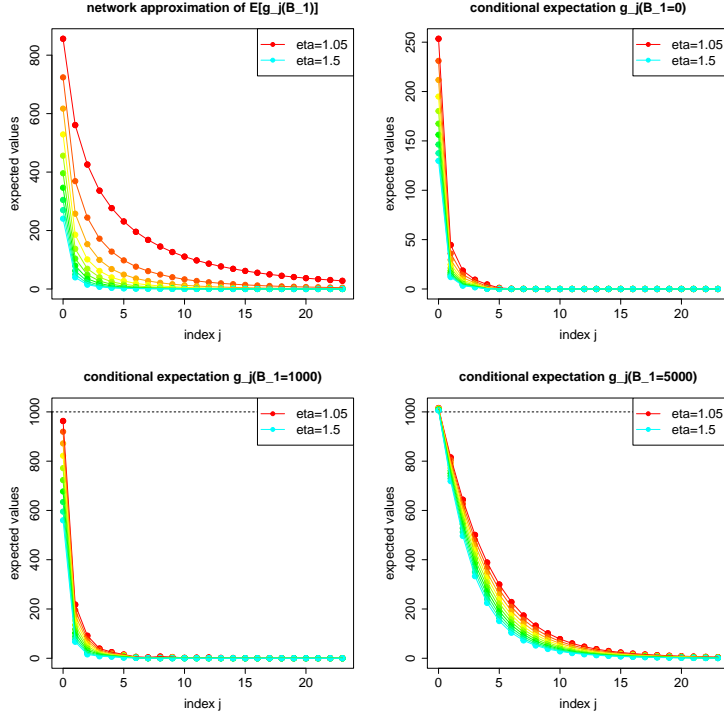 network approximation of E[g_j(B_1)]
expected values
800
600
400
200
0
eta=1.05
eta=1.5
0 5 10 15 20
index j
conditional expectation g_j(B_1=0)
expected values
250
200
150
100
50
0
eta=1.05
eta=1.5
0 5 10 15 20
index j
conditional expectation g_j(B_1=1000)
expected values
1000
800
600
400
200
0
eta=1.05
eta=1.5
0 5 10 15 20
index j
conditional expectation g_j(B_1=5000)
expected values
1000
800
600
400
200
0
eta=1.05
eta=1.5
0 5 10 15 20
index j